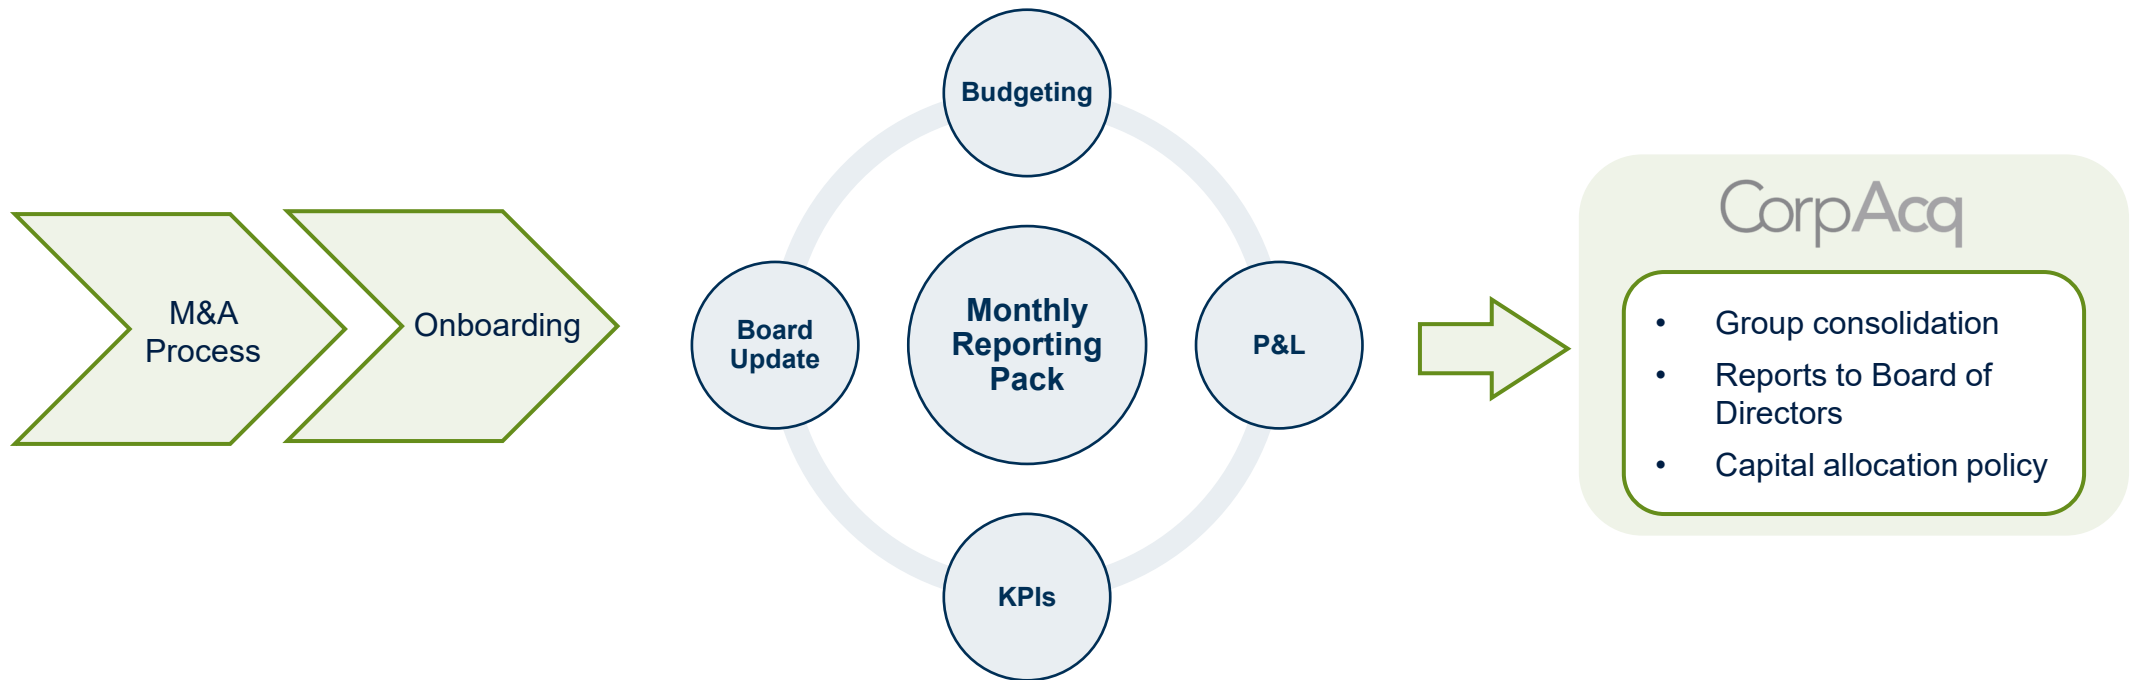 M&A
Process
Onboarding
Budgeting
Board
Update
Monthly
Reporting
Pack
P&L
KPIs
CorpAcq
• Group consolidation
• Reports to Board of
Directors
• Capital allocation policy